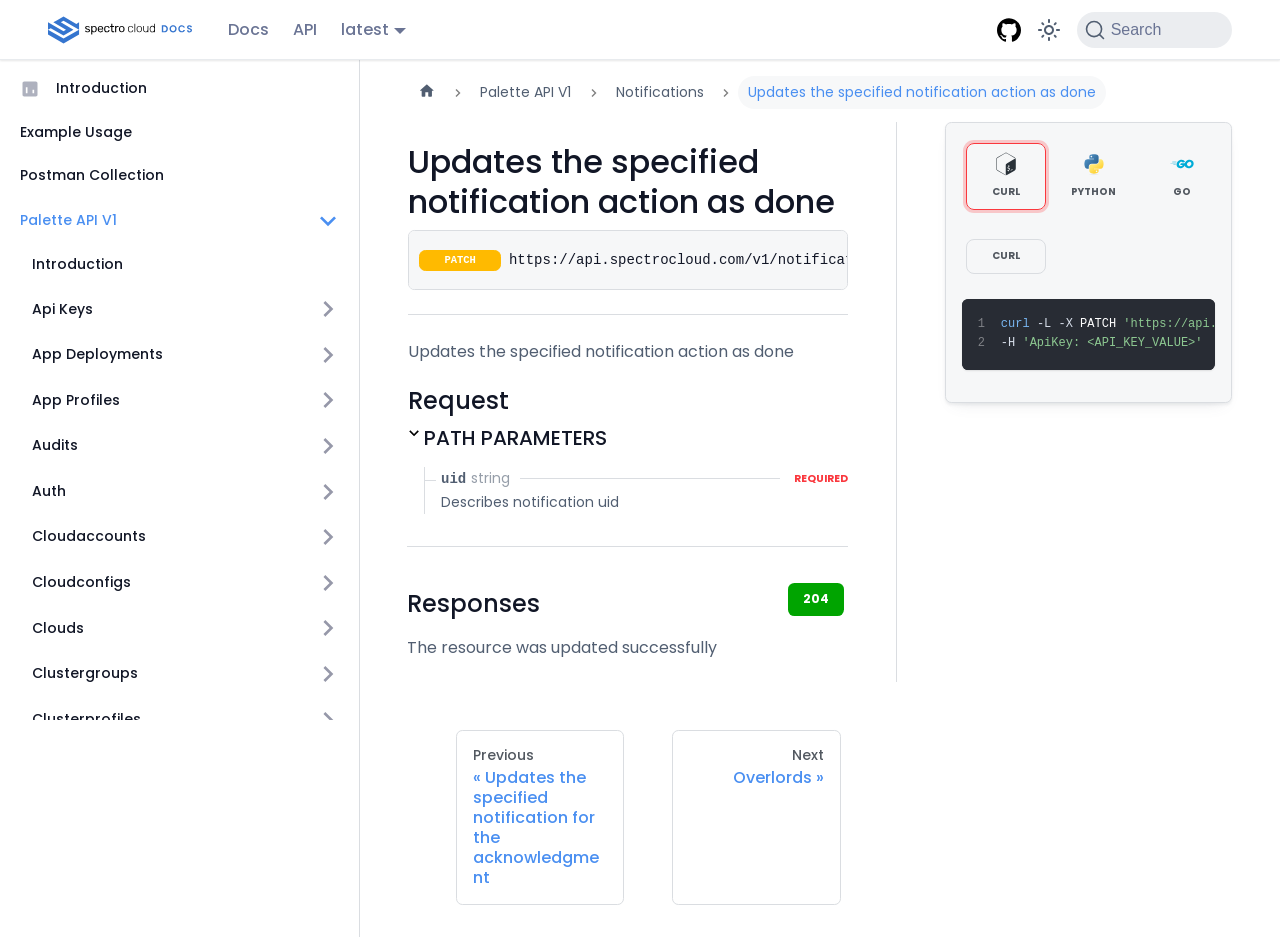 spectro cloud DOCS
Docs
API
latest
Search
Introduction
Example Usage
Postman Collection
Palette API V1
Introduction
Api Keys
App Deployments
App Profiles
Audits
Auth
Cloudaccounts
Cloudconfigs
Clouds
Clustergroups
Clusterprofiles
Palette API V1
Notifications
Updates the specified notification action as done
Updates the specified
notification action as done
PATCH https://api.spectrocloud.com/v1/notificat
Updates the specified notification action as done
Request
PATH PARAMETERS
uid string REQUIRED
Describes notification uid
Responses
204
The resource was updated successfully
Previous
« Updates the
specified
notification for
the
acknowledgme
nt
Next
Overlords »
CURL
PYTHON
GO
CURL
1 curl -L -X PATCH 'https://api.
2 -H 'ApiKey: <API_KEY_VALUE>'